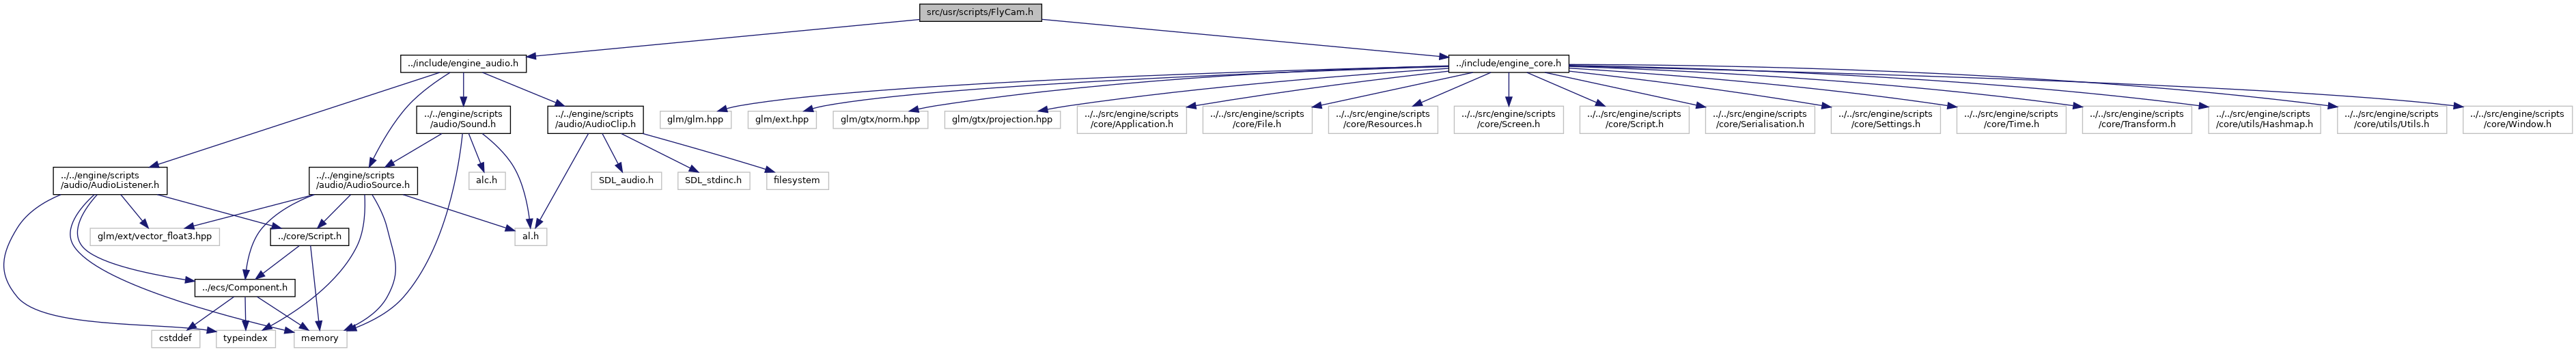 src/usr/scripts/FlyCam.h
../include/engine_audio.h
../include/engine_core.h
../../engine/scripts
/audio/Sound.h
../../engine/scripts
/audio/AudioClip.h
glm/glm.hpp
glm/ext.hpp
glm/gtx/norm.hpp
glm/gtx/projection.hpp
../../src/engine/scripts
/core/Application.h
../../src/engine/scripts
/core/File.h
../../src/engine/scripts
/core/Resources.h
../../src/engine/scripts
/core/Screen.h
../../src/engine/scripts
/core/Script.h
../../src/engine/scripts
/core/Serialisation.h
../../src/engine/scripts
/core/Settings.h
../../src/engine/scripts
/core/Time.h
../../src/engine/scripts
/core/Transform.h
../../src/engine/scripts
/core/utils/Hashmap.h
../../src/engine/scripts
/core/utils/Utils.h
../../src/engine/scripts
/core/Window.h
../../engine/scripts
/audio/AudioListener.h
../../engine/scripts
/audio/AudioSource.h
alc.h
SDL_audio.h
SDL_stdinc.h
filesystem
glm/ext/vector_float3.hpp
../core/Script.h
al.h
../ecs/Component.h
cstddef
typeindex
memory